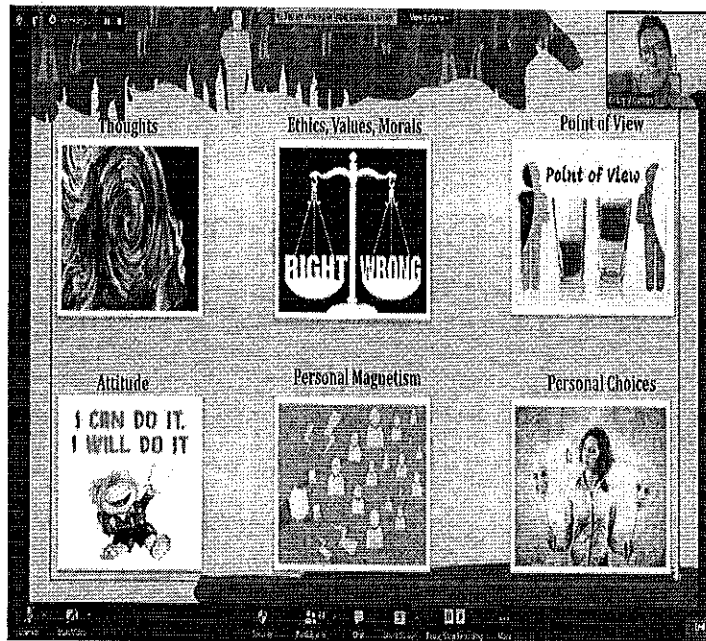 Thoughts
Ethics, Values, Morals
Point of View
Point of View
RIGHT WRONG
Attitude
Personal Magnetism
Personal Choices
I CAN DO IT.
I WILL DO IT